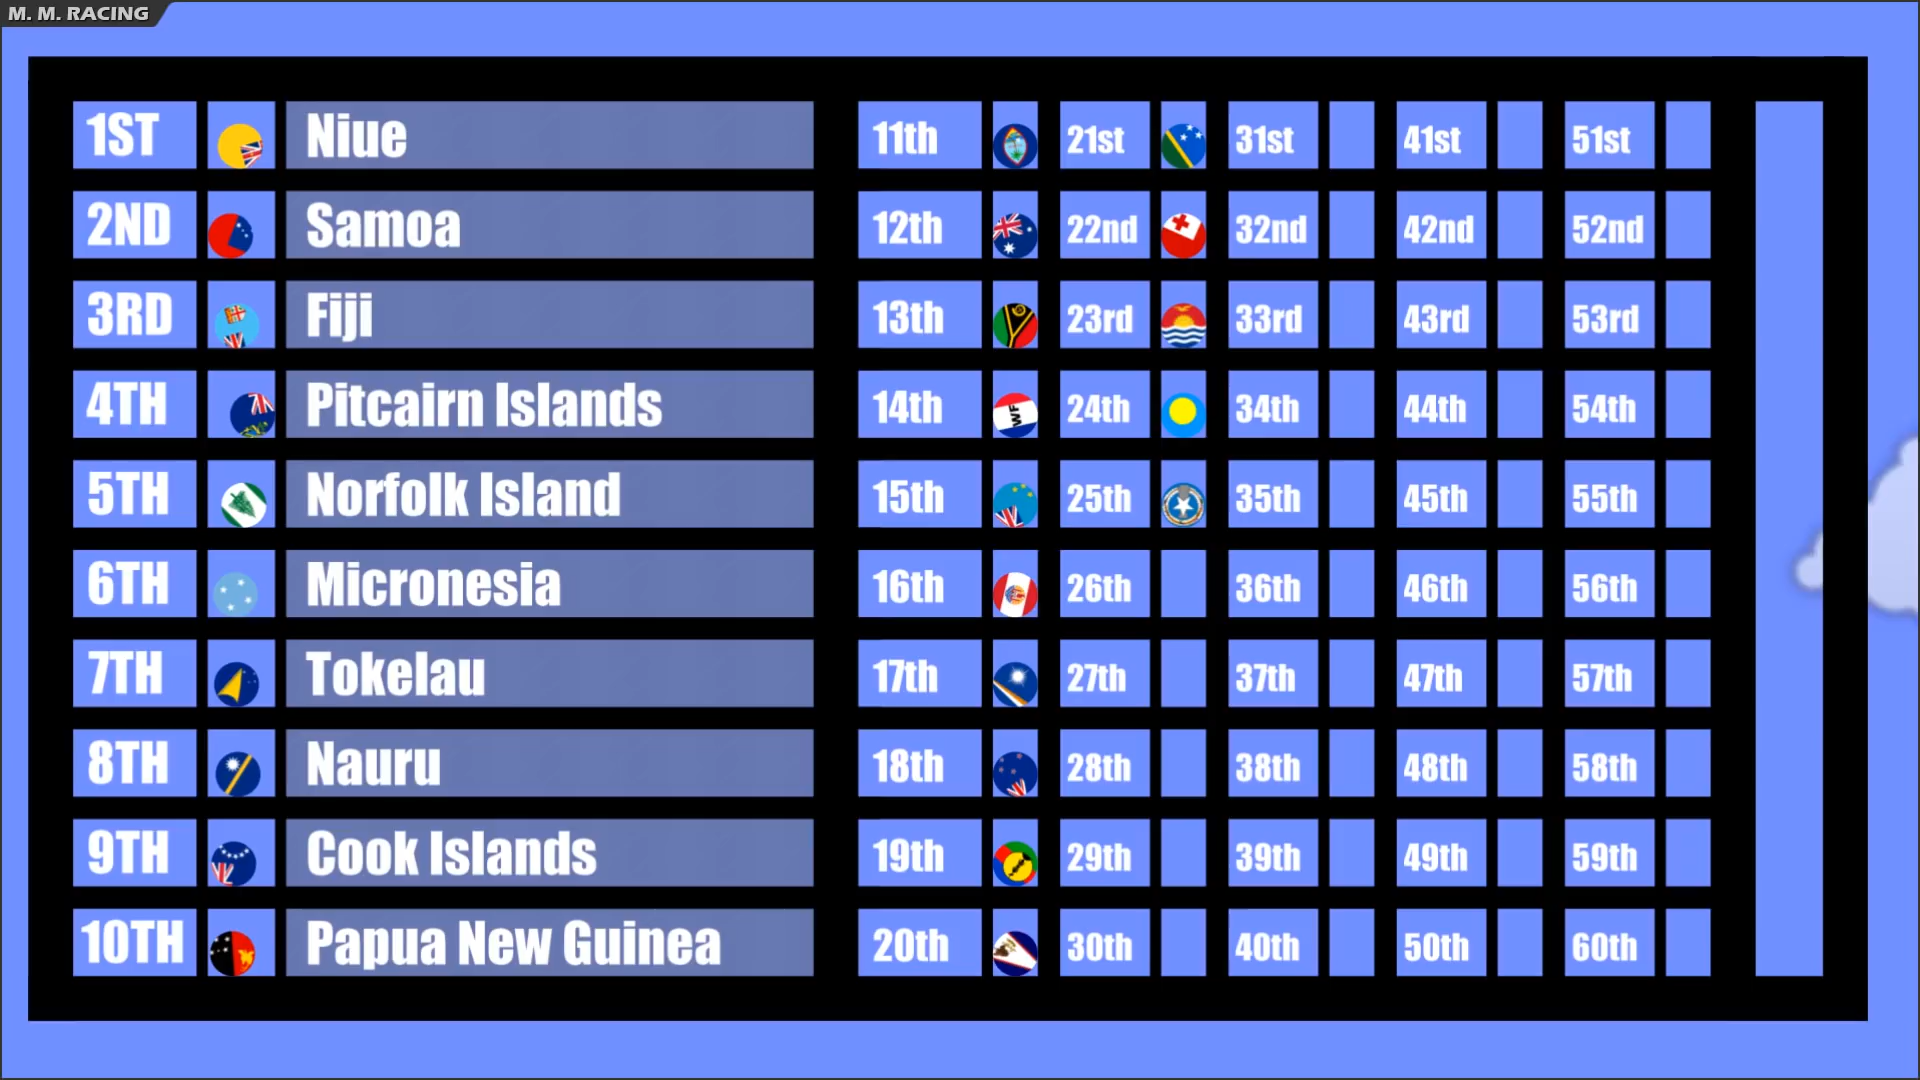 M. M. RACING
1ST Niue
2ND Samoa
3RD Fiji
4TH Pitcairn Islands
5TH Norfolk Island
6TH Micronesia
7TH Tokelau
8TH Nauru
9TH Cook Islands
10TH Papua New Guinea
11th 21st 31st 41st 51st
12th 22nd 32nd 42nd 52nd
13th 23rd 33rd 43rd 53rd
14th WF 24th 34th 44th 54th
15th 25th 35th 45th 55th
16th 26th 36th 46th 56th
17th 27th 37th 47th 57th
18th 28th 38th 48th 58th
19th 29th 39th 49th 59th
20th 30th 40th 50th 60th